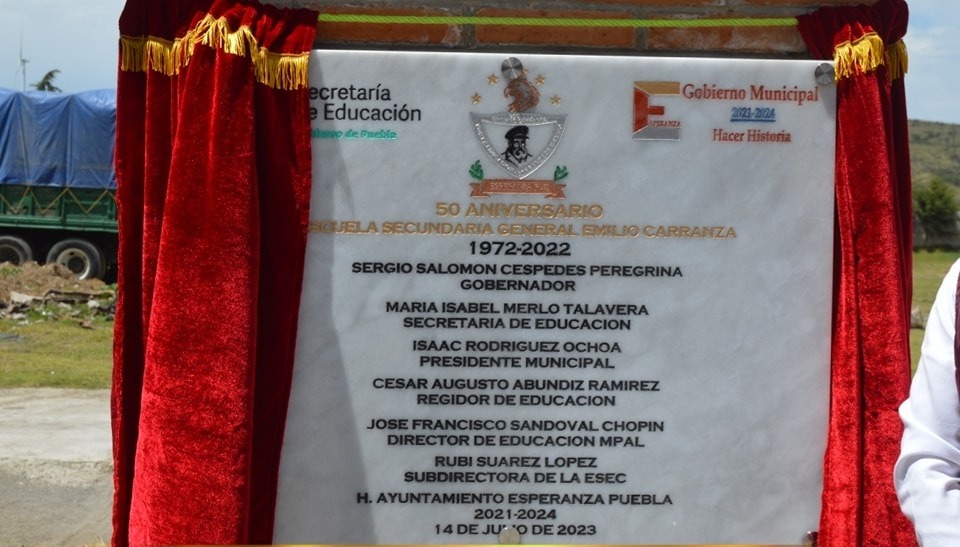 ecretaría
e Educación
Gobierno Municipal
2021-2024
Hacer Historia
ESPERANZA
50 ANIVERSARIO
SCUELA SECUNDARIA GENERAL EMILIO CARRANZA
1972-2022
SERGIO SALOMON CESPEDES PEREGRINA
GOBERNADOR
MARIA ISABEL MERLO TALAVERA
SECRETARIA DE EDUCACION
ISAAC RODRIGUEZ OCHOA
PRESIDENTE MUNICIPAL
CESAR AUGUSTO ABUNDIZ RAMIREZ
REGIDOR DE EDUCACION
JOSE FRANCISCO SANDOVAL CHOPIN
DIRECTOR DE EDUCACION MPAL
RUBI SUAREZ LOPEZ
SUBDIRECTORA DE LA ESEC
H. AYUNTAMIENTO ESPERANZA PUEBLA
2021-2024
14 DE DE 2023